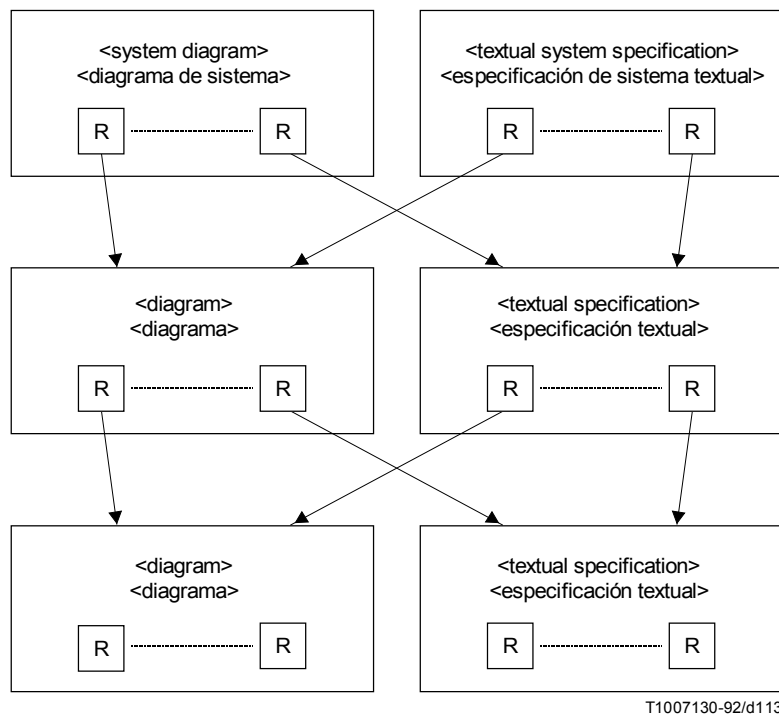 <system diagram>
<diagrama de sistema>
R R
<textual system specification>
<especificación de sistema textual>
R R
<diagram>
<diagrama>
R R
<textual specification>
<especificación textual>
R R
<diagram>
<diagrama>
R R
<textual specification>
<especificación textual>
R R
T1007130-92/d113